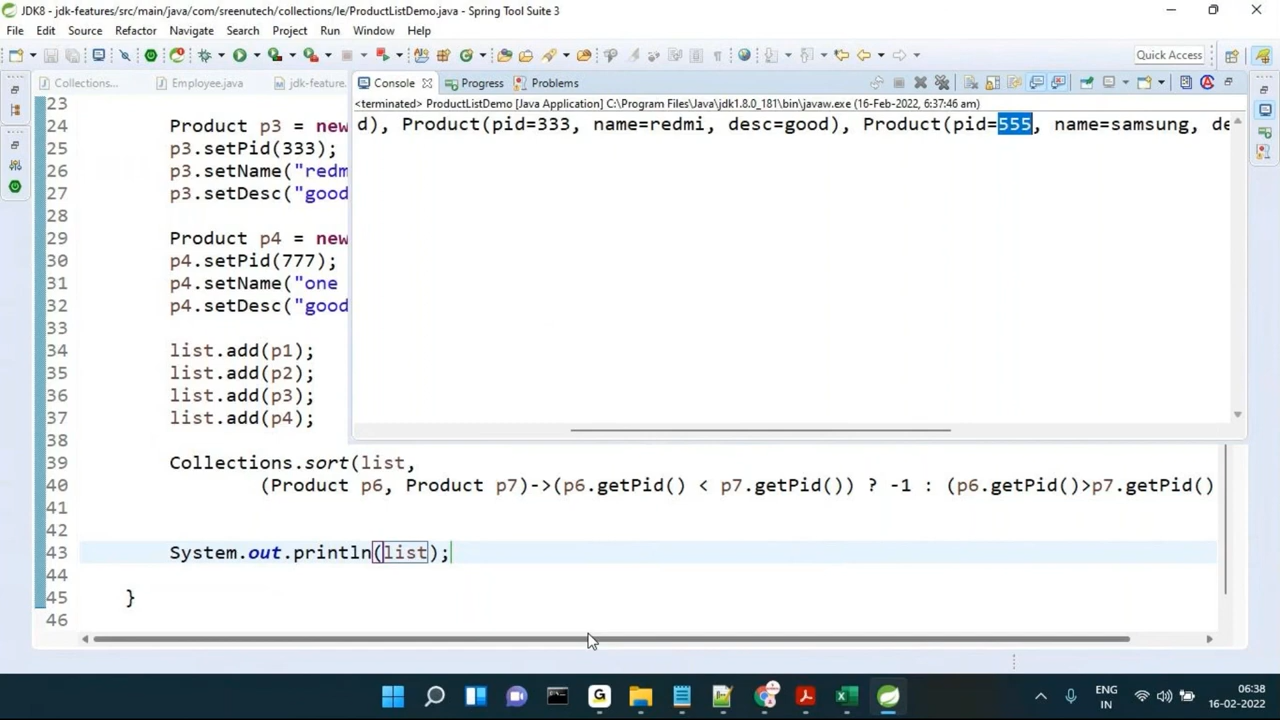 JDK8 - jdk-features/src/main/java/com/sreenutech/collections/le/ProductListDemo.java - Spring Tool Suite 3
File Edit Source Refactor Navigate Search Project Run Window Help
Quick Access
Collections... Employee.java jdk-feature. Console Progress Problems
<terminated> ProductListDemo [Java Application] C:\Program Files\Java\jdk1.8.0_181\bin\javaw.exe (16-Feb-2022, 6:37:46 am)
d), Product(pid=333, name=redmi, desc=good), Product(pid=555, name=samsung, de
23
24 Product p3 = new
25 p3.setPid(333);
26 p3.setName("redm
27 p3.setDesc("good
28
29 Product p4 = new
30 p4.setPid(777);
31 p4.setName("one
32 p4.setDesc("good
33
34 list.add(p1);
35 list.add(p2);
36 list.add(p3);
37 list.add(p4);
38
39 Collections.sort(list,
40 (Product p6, Product p7)->(p6.getPid() < p7.getPid()) ? -1 : (p6.getPid()>p7.getPid()
41
42
43 System.out.println(list);
44
45 }
46
ENG
IN
06:38
16-02-2022